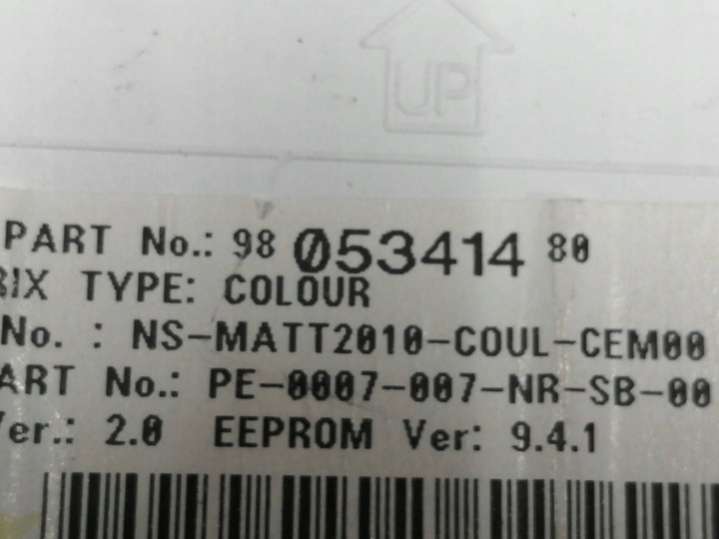 UP
PART No.: 98 053414 80
RIX TYPE: COLOUR
No. : NS-MATT2010-COUL-CEM00
ART No.: PE-0007-007-NR-SB-00
Ver.: 2.0 EEPROM Ver: 9.4.1